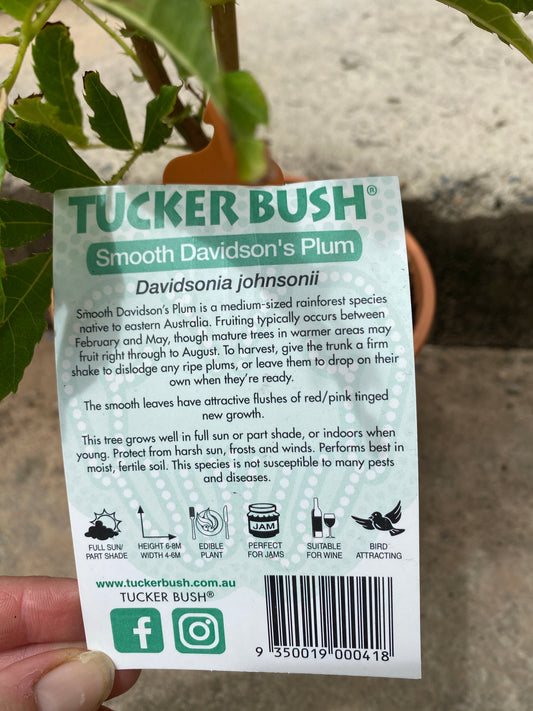 TUCKER BUSH®
Smooth Davidson's Plum
Davidsonia johnsonii
Smooth Davidson's Plum is a medium-sized rainforest species
native to eastern Australia. Fruiting typically occurs between
February and May, though mature trees in warmer areas may
fruit right through to August. To harvest, give the trunk a firm
shake to dislodge any ripe plums, or leave them to drop on their
own when they're ready.
The smooth leaves have attractive flushes of red/pink tinged
new growth.
This tree grows well in full sun or part shade, or indoors when
young. Protect from harsh sun, frosts and winds. Performs best in
moist, fertile soil. This species is not susceptible to many pests
and diseases.
JAM
FULL SUN/
PART SHADE
HEIGHT 6-8M
WIDTH 4-6M
EDIBLE
PLANT
PERFECT
FOR JAMS
SUITABLE
FOR WINE
BIRD
ATTRACTING
www.tuckerbush.com.au
TUCKER BUSH®
f
9 350019 000418